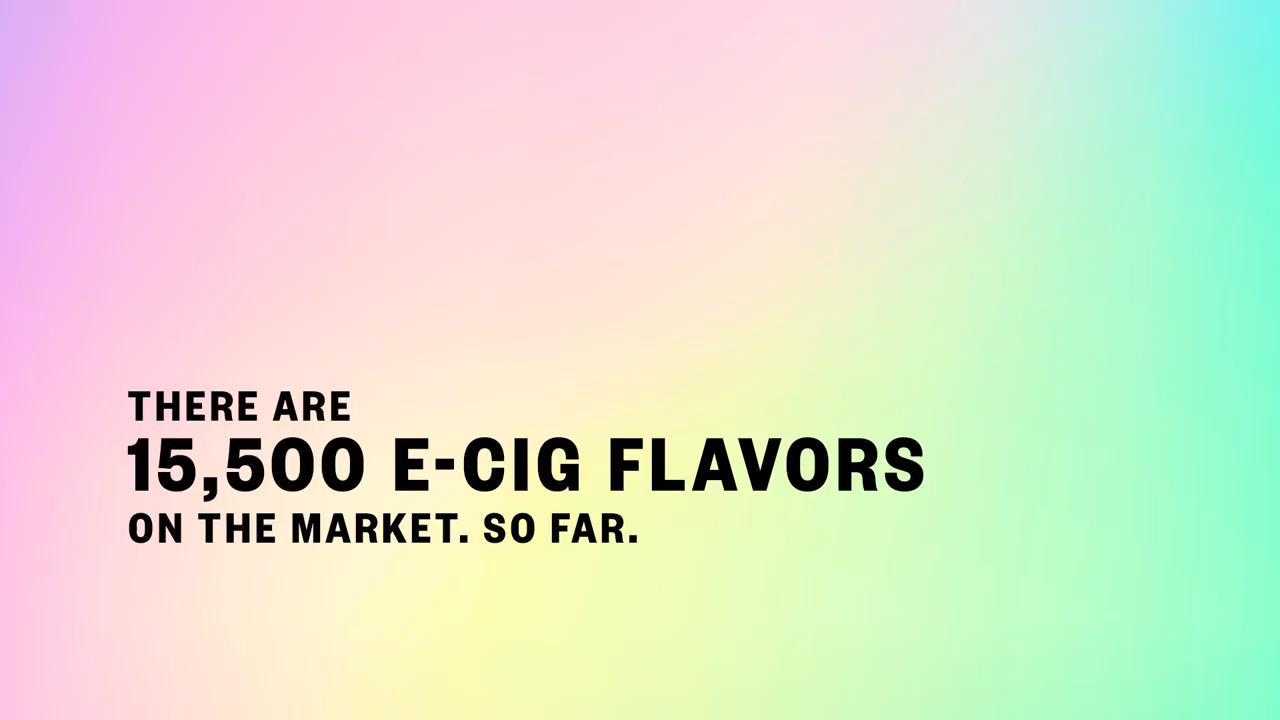 THERE ARE
15,500 E-CIG FLAVORS
ON THE MARKET. SO FAR.